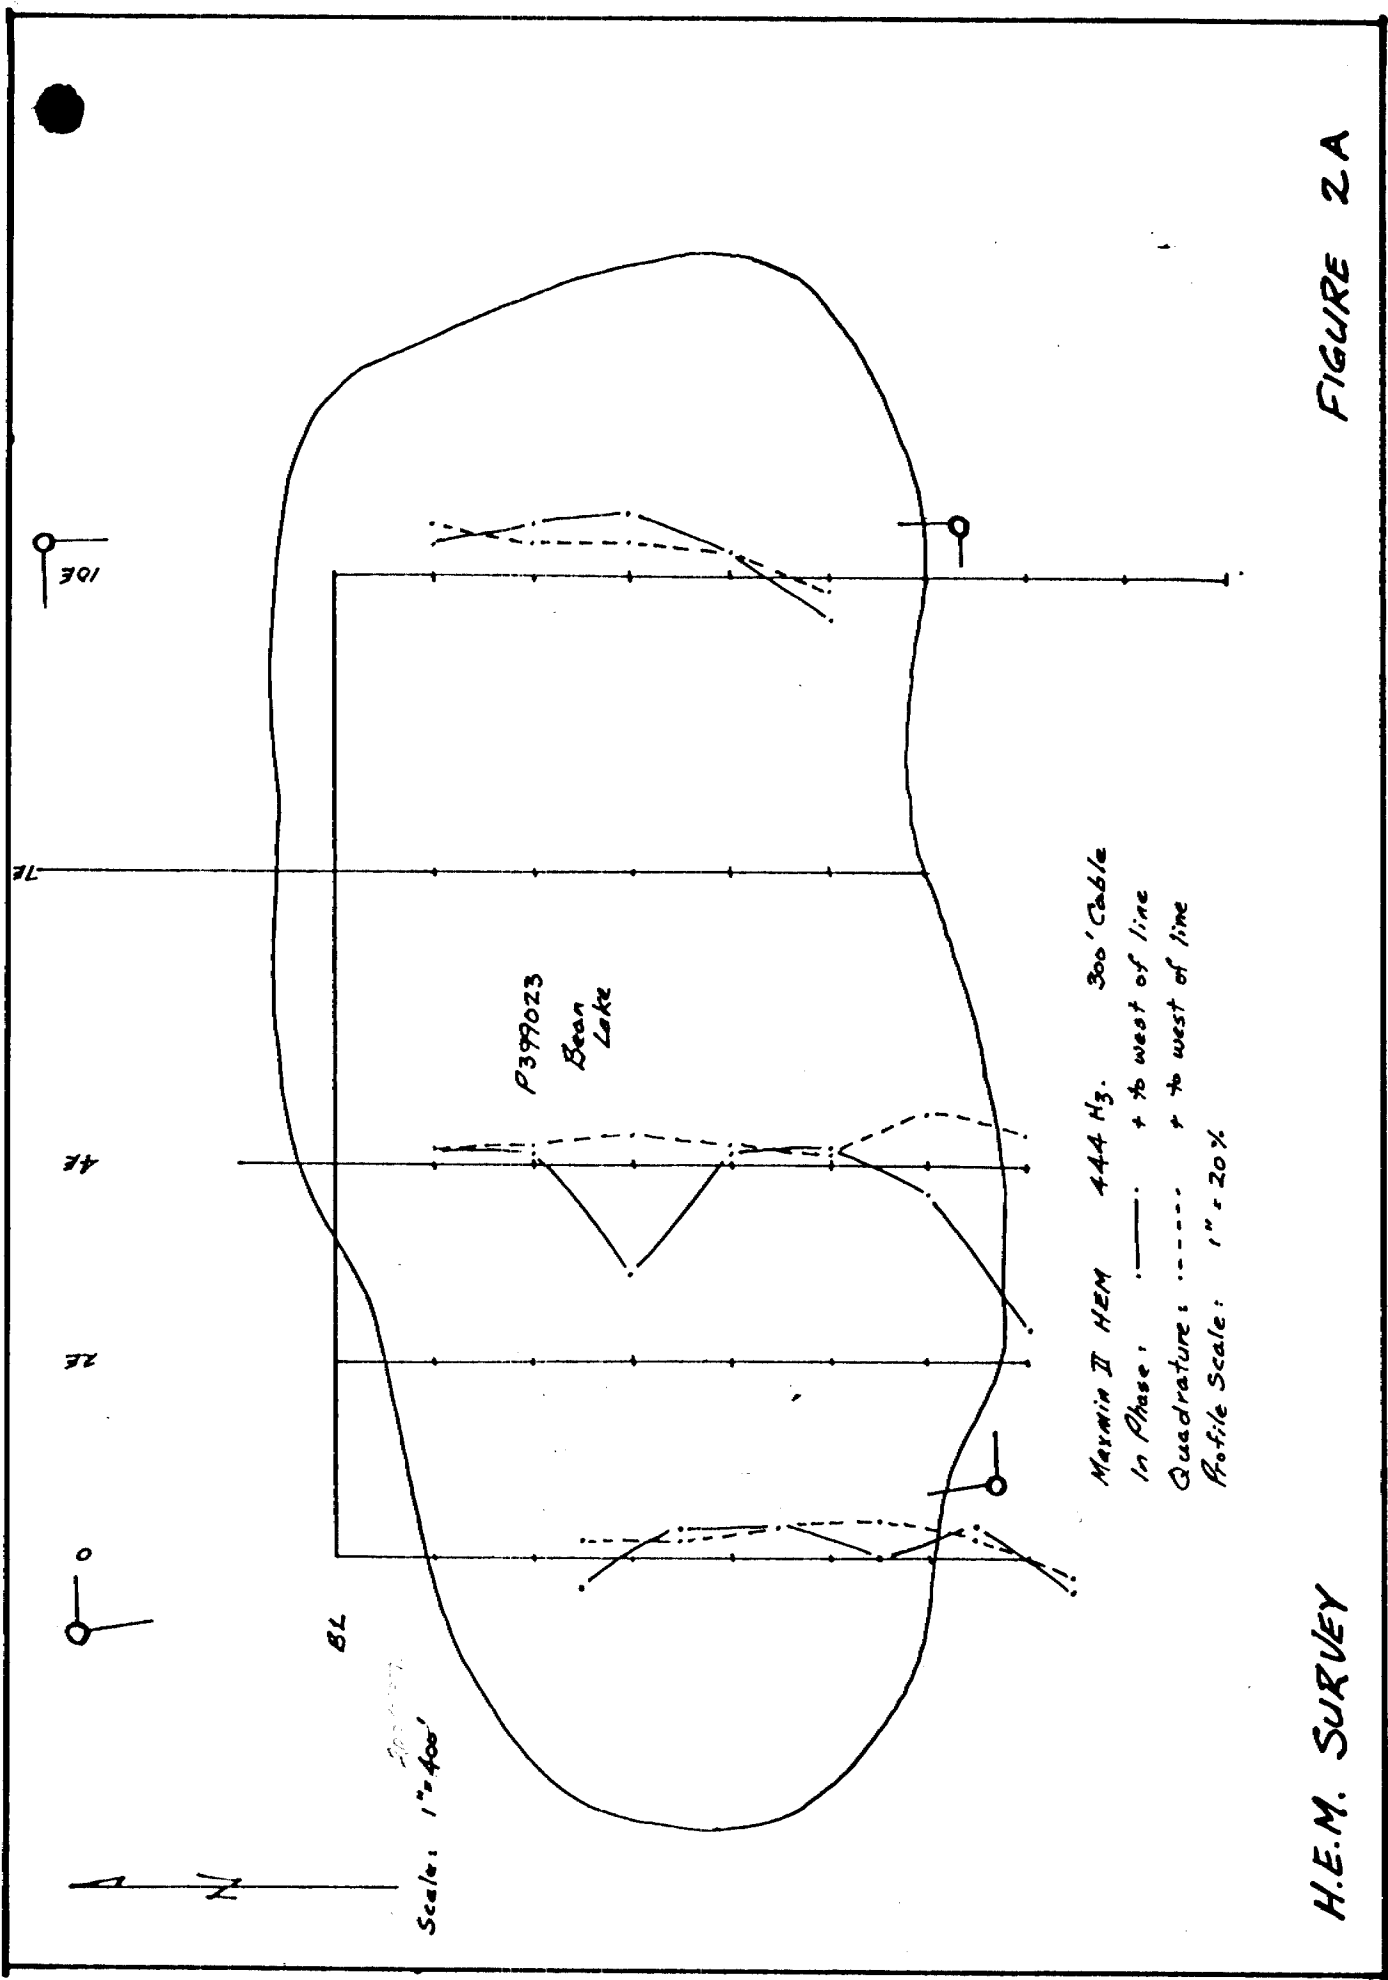 0
2E
4E
7E
10E
BL
Scale: 1" = 400'
N
P399023
Bean
Lake
Maxmin II HEM 444 Hz. 300' Cable
In Phase: + to west of line
Quadrature: + to west of line
Profile Scale: 1" = 20%
H.E.M. SURVEY FIGURE 2A